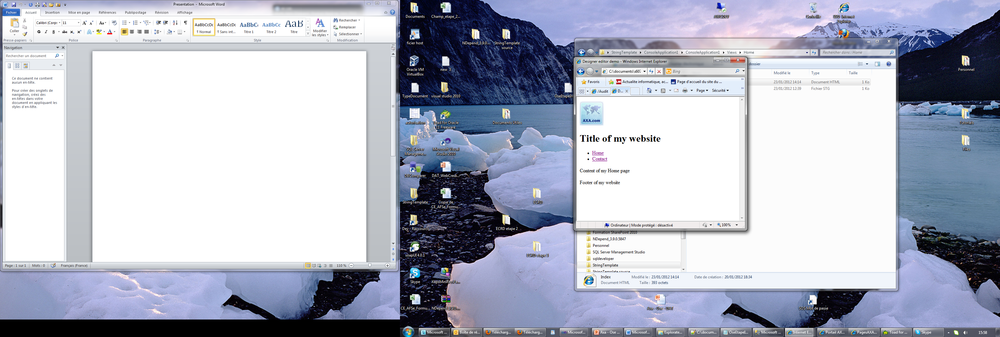 Presentation - Microsoft Word
Fichier Accueil Insertion Mise en page Références Publipostage Révision Affichage
Coller
Calibri (Corps 11
AaBbCcDc AaBbCcDc AaBbCc AaBbCc AaB
¶ Normal ¶ Sans int... Titre 1 Titre 2 Titre
Modifier les styles
Rechercher
Remplacer
Sélectionner
Presse-papiers Police Paragraphe Style Modification
Navigation
Rechercher un document
Ce document ne contient
aucun en-tête.
Pour créer des onglets de
navigation, créez des
en-têtes dans votre
document en appliquant les
styles d'en-tête.
Page : 1 sur 1 Mots : 0 Français (France) 110 %
Documents
Champ_etape_2...
ficier host
NDepend_3.9.0....
StringTemplate
source
Oracle VM
VirtualBox
new 3
TypeDocument
visual studio 2010
autorisation
Toad for Oracle
11 Freeware
Documents Utiles
SQL Server
Manageme...
Microsoft Visual
Studio 2010
DBComparer
DAT_WebCredi...
StringTemplate
Copie de
CE_AFSe_Formu...
ECRD
Dev - Raccourci
ECRD etape 2
soapUI 4.0.1
ECRD etape 3
Skype
XapsMinifierPa...
CE_AFSe_Formu...
NDepend_3.9.0....
AWCDEV
Corbeille
SSO Internet
Explorer
Personnel
Tutorials
Files
Axa - Ose - DAT
SOS Mot de passe
StringTemplate ConsoleApplication1 ConsoleApplication1 Views Home
Rechercher dans : Home
dossier
Modifié le Type Taille
23/01/2012 14:14 Document HTML 1 Ko
23/01/2012 12:39 Fichier STG 1 Ko
Designer editor demo - Windows Internet Explorer
C:\documents\s607
Bing
Favoris
LMI Actualite informatique, ac...
Page d'accueil du site du ...
/Audit
D...
Page
Sécurité
AXA.com
Title of my website
Home
Contact
Content of my Home page
Footer of my website
Ordinateur | Mode protégé : désactivé 100%
Formation SharePoint 2010
NDepend_3.9.0.5847
Personnel
SQL Server Management Studio
sqldeveloper
StringTemplate
StringTemplate source
Index Modifié le : 23/01/2012 14:14 Date de création : 20/01/2012 18:34
Document HTML Taille : 393 octets
Microsoft ... Boîte de ré... Télécharg... Télécharg... Microsof... Axa - Ose ... Microsof... Explorate... C:\docum... OseEtapeI... Microsoft ... Internet E... Portail AX... PagesAXA... Toad for ... Skype 15:58